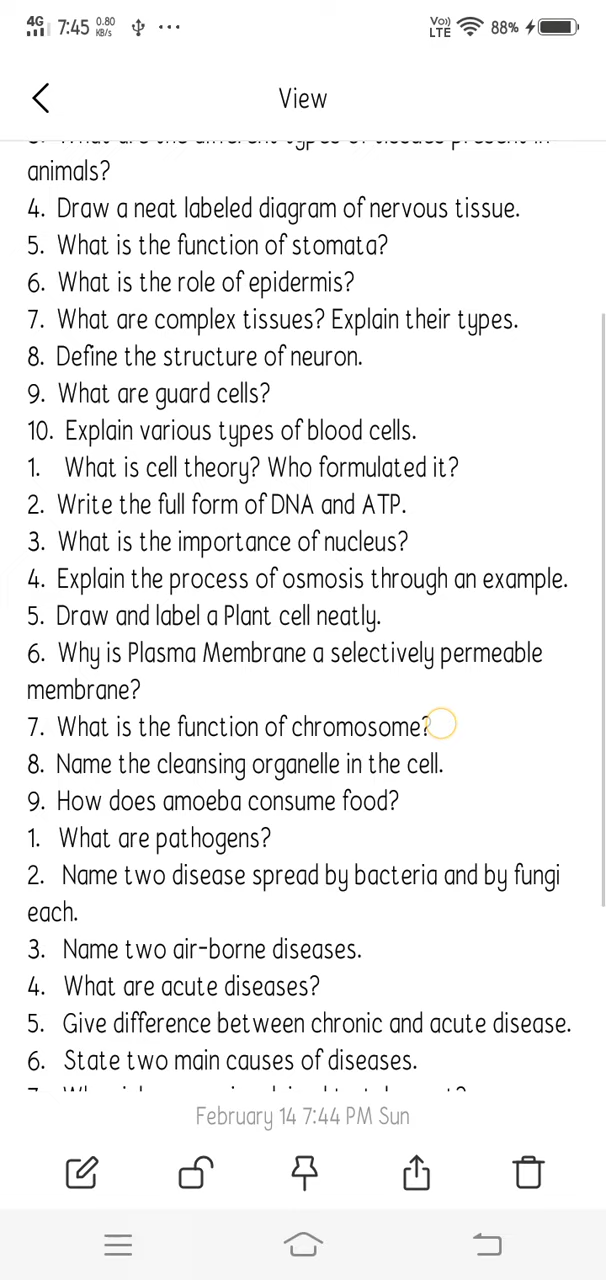 4G 7:45 0.80 KB/s ... Vo)) LTE 88%
View
animals?
4. Draw a neat labeled diagram of nervous tissue.
5. What is the function of stomata?
6. What is the role of epidermis?
7. What are complex tissues? Explain their types.
8. Define the structure of neuron.
9. What are guard cells?
10. Explain various types of blood cells.
1. What is cell theory? Who formulated it?
2. Write the full form of DNA and ATP.
3. What is the importance of nucleus?
4. Explain the process of osmosis through an example.
5. Draw and label a Plant cell neatly.
6. Why is Plasma Membrane a selectively permeable
membrane?
7. What is the function of chromosome?
8. Name the cleansing organelle in the cell.
9. How does amoeba consume food?
1. What are pathogens?
2. Name two disease spread by bacteria and by fungi
each.
3. Name two air-borne diseases.
4. What are acute diseases?
5. Give difference between chronic and acute disease.
6. State two main causes of diseases.
February 14 7:44 PM Sun